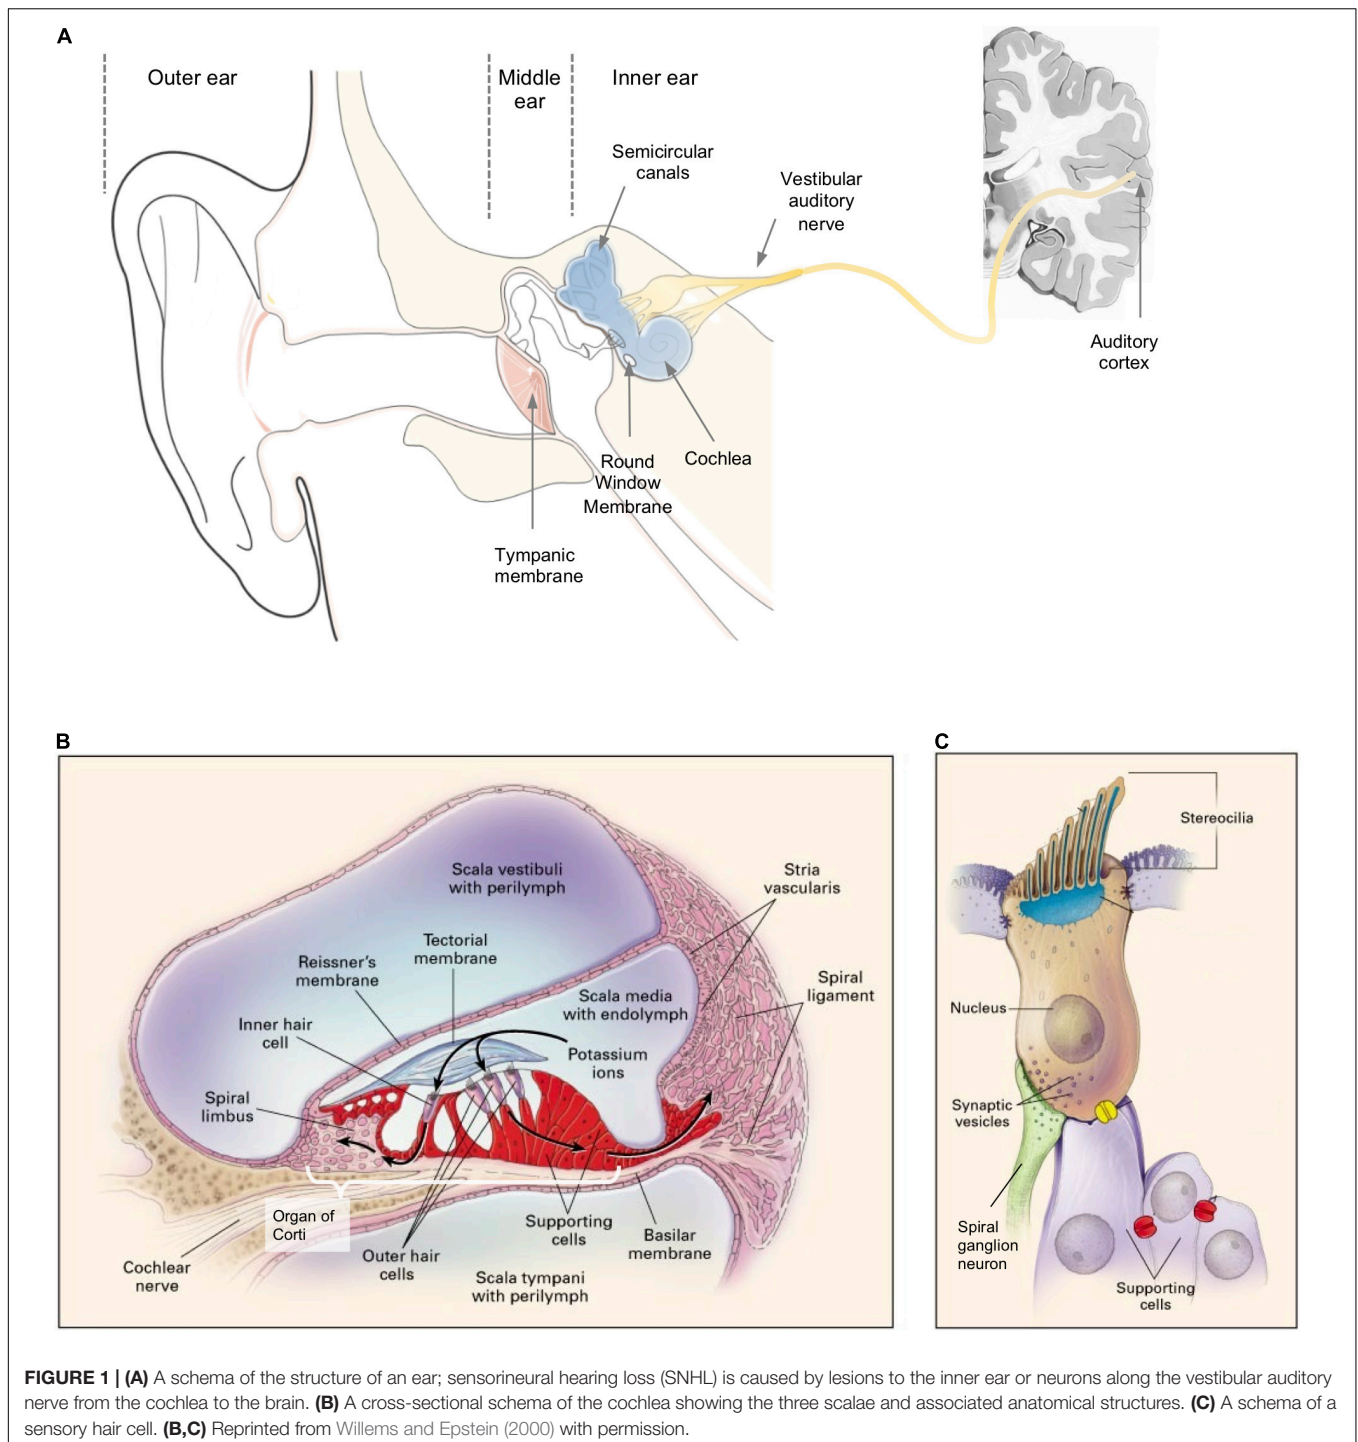 A
Outer ear
Middle
ear
Inner ear
Semicircular
canals
Vestibular
auditory
nerve
Auditory
cortex
Round
Window
Membrane
Cochlea
Tympanic
membrane
B
Scala vestibuli
with perilymph
Stria
vascularis
Tectorial
membrane
Reissner's
membrane
Spiral
ligament
Scala media
with endolymph
Inner hair
cell
Potassium
ions
Spiral
limbus
Organ of
Corti
Supporting
cells
Basilar
membrane
Outer hair
cells
Cochlear
nerve
Scala tympani
with perilymph
C
Stereocilia
Nucleus
Synaptic
vesicles
Spiral
ganglion
neuron
Supporting
cells
FIGURE 1 | (A) A schema of the structure of an ear; sensorineural hearing loss (SNHL) is caused by lesions to the inner ear or neurons along the vestibular auditory
nerve from the cochlea to the brain. (B) A cross-sectional schema of the cochlea showing the three scalae and associated anatomical structures. (C) A schema of a
sensory hair cell. (B,C) Reprinted from Willems and Epstein (2000) with permission.